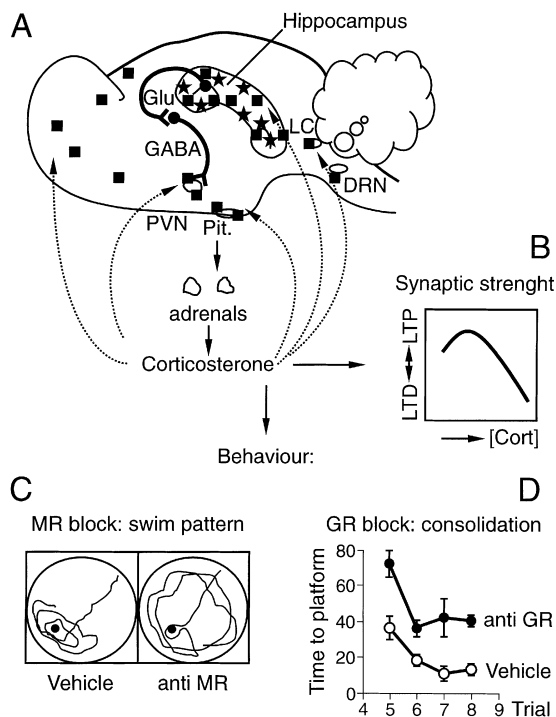 A
Hippocampus
Glu
GABA
LC
DRN
PVN
Pit.
adrenals
Corticosterone
Behaviour:
B
Synaptic strenght
LTD
LTP
[Cort]
C
MR block: swim pattern
Vehicle
anti MR
D
GR block: consolidation
Time to platform
80
60
40
20
0
anti GR
Vehicle
4 5 6 7 8 9 Trial